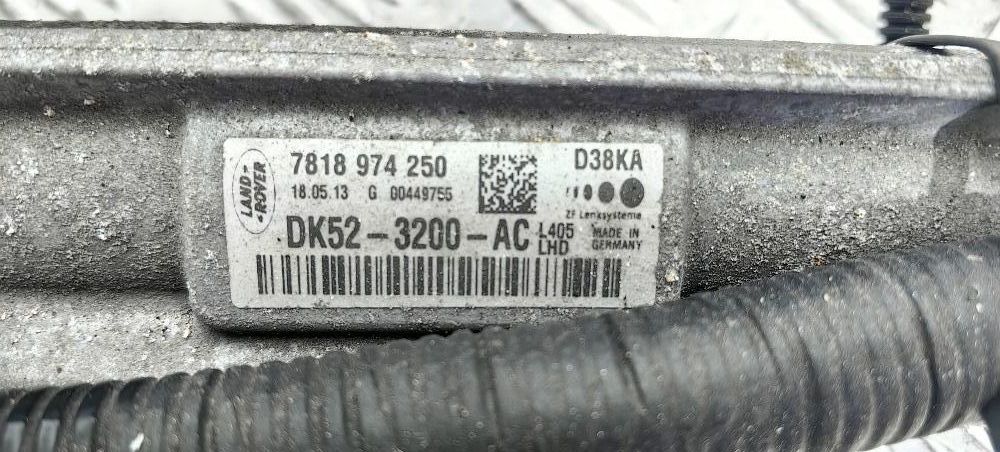 LAND-
-ROVER
7818 974 250
18.05.13 G 00449755
D38KA
ZF Lenksysteme
DK52-3200-AC
L405
LHD
MADE IN
GERMANY